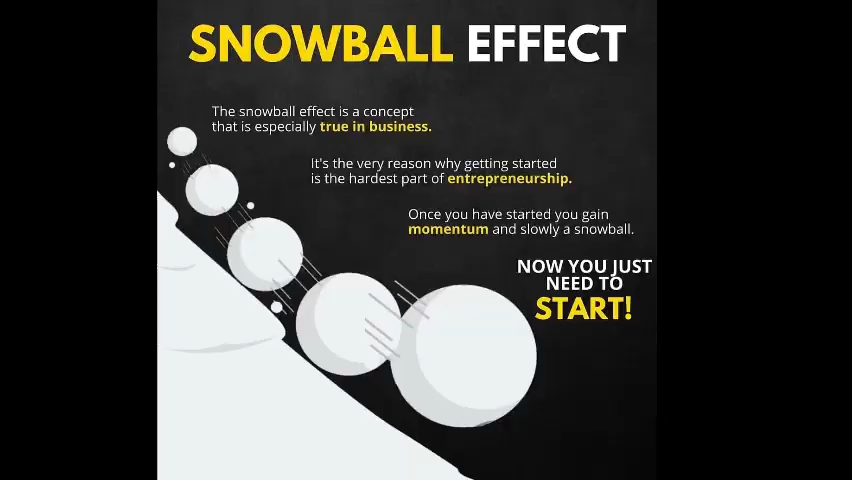 SNOWBALL EFFECT
The snowball effect is a concept
that is especially true in business.
It's the very reason why getting started
is the hardest part of entrepreneurship.
Once you have started you gain
momentum and slowly a snowball.
NOW YOU JUST
NEED TO
START!